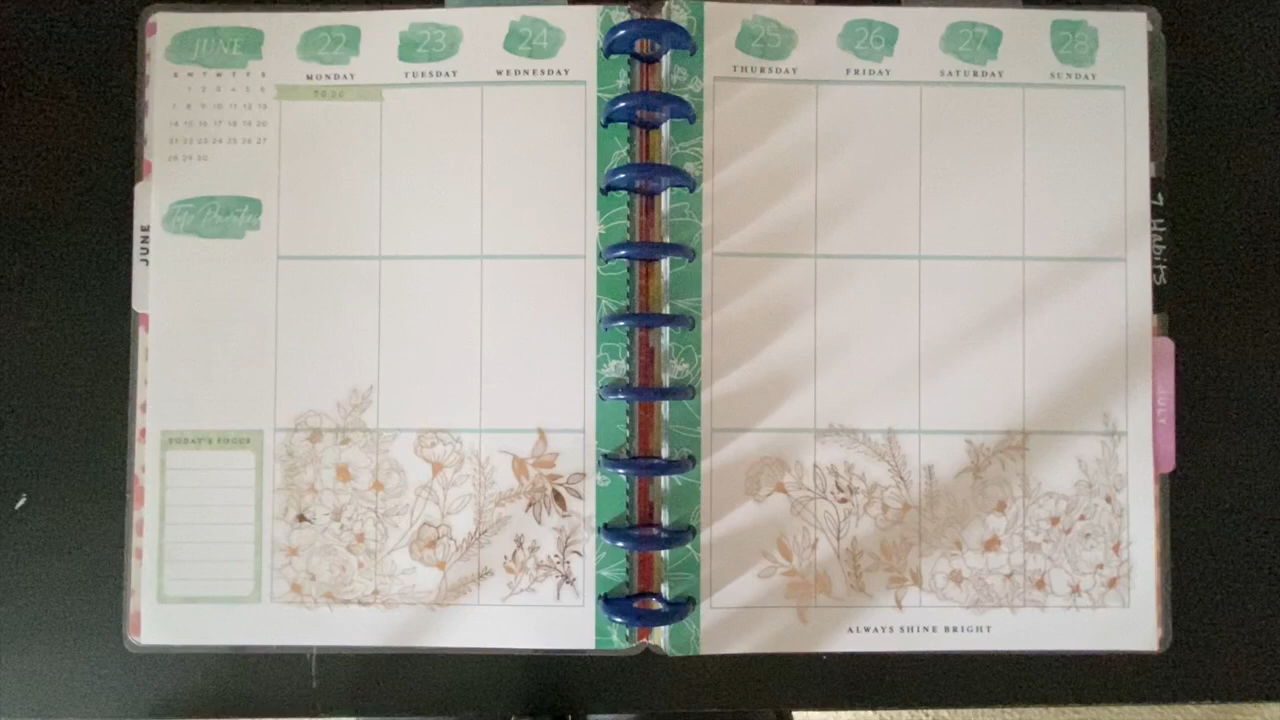 JUNE
S M T W T F S
1 2 3 4 5 6
7 8 9 10 11 12 13
14 15 16 17 18 19 20
21 22 23 24 25 26 27
28 29 30
Top Priorities
JUNE
TODAY'S FOCUS
22
MONDAY
TO DO
23
TUESDAY
24
WEDNESDAY
25
THURSDAY
26
FRIDAY
27
SATURDAY
28
SUNDAY
ALWAYS SHINE BRIGHT
7 Habits
JULY